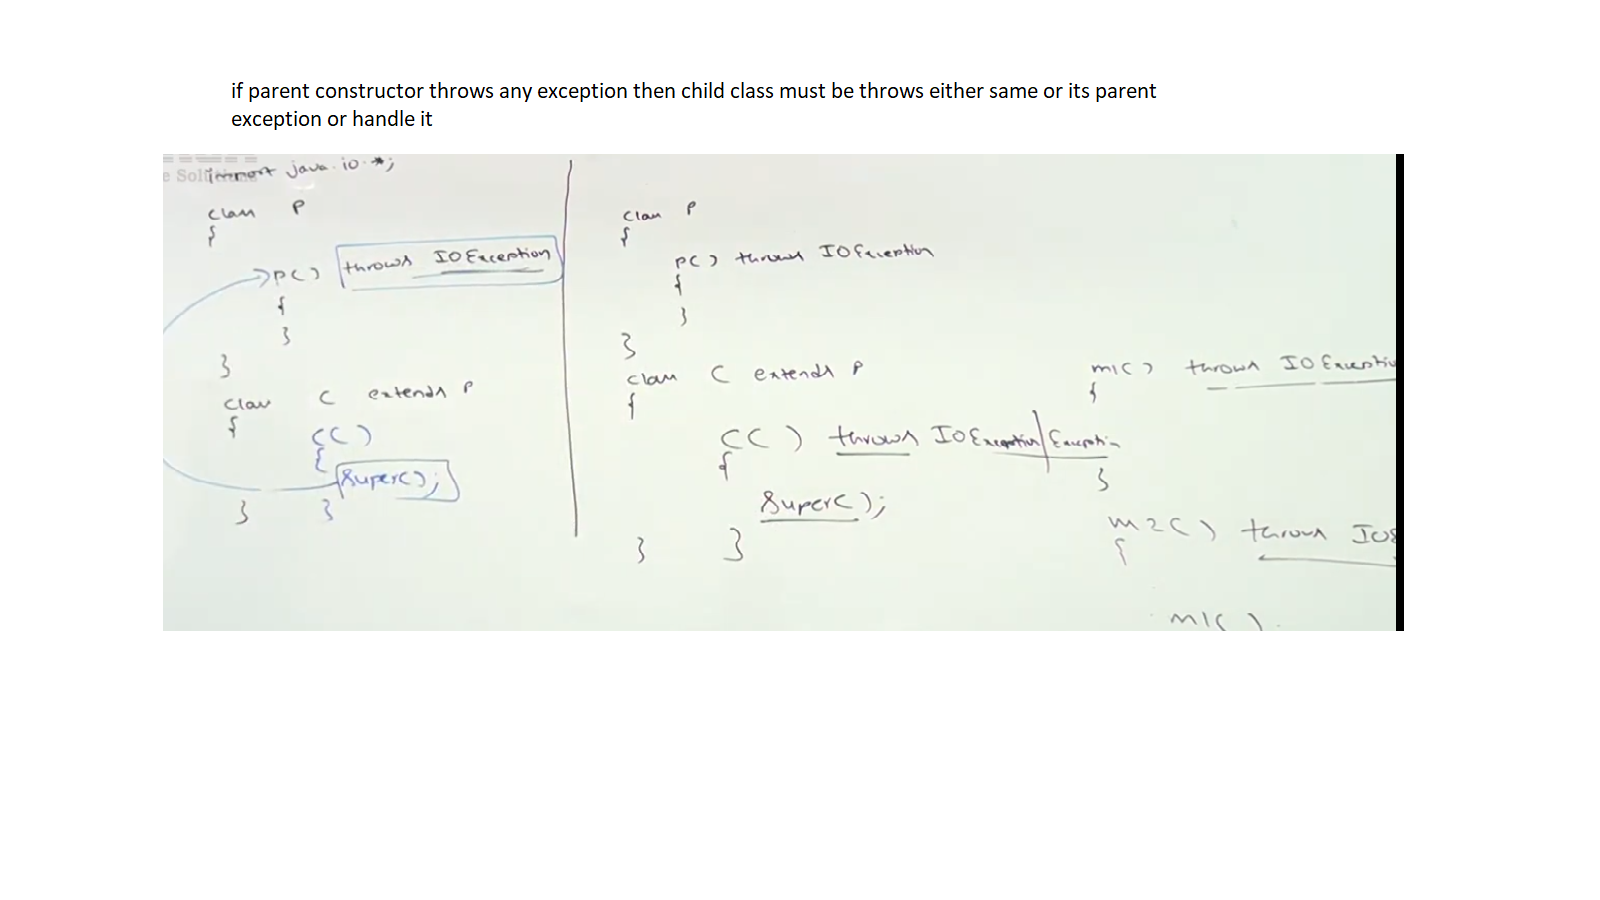 if parent constructor throws any exception then child class must be throws either same or its parent
exception or handle it
import java.io.*;
class P
{
P() throws IOException
{
}
}
class C extends P
{
C()
{
super();
}
}
class P
{
P() throws IOException
{
}
}
class C extends P
{
C() throws IOException/Exception
{
super();
}
}
m1() throws IOExceptio
{
}
m2() throws IOE
{
m1()